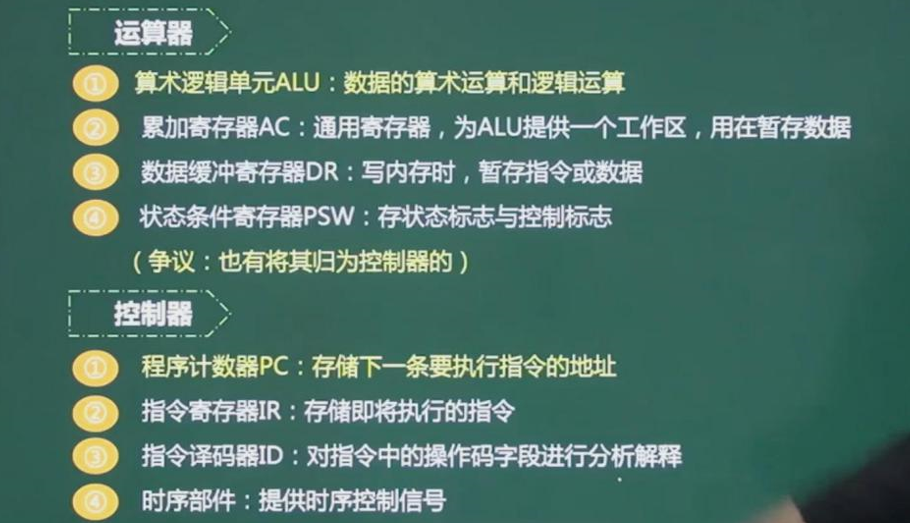 运算器
① 算术逻辑单元ALU：数据的算术运算和逻辑运算
② 累加寄存器AC：通用寄存器，为ALU提供一个工作区，用在暂存数据
③ 数据缓冲寄存器DR：写内存时，暂存指令或数据
④ 状态条件寄存器PSW：存状态标志与控制标志
（争议：也有将其归为控制器的）
控制器
① 程序计数器PC：存储下一条要执行指令的地址
② 指令寄存器IR：存储即将执行的指令
③ 指令译码器ID：对指令中的操作码字段进行分析解释
④ 时序部件：提供时序控制信号